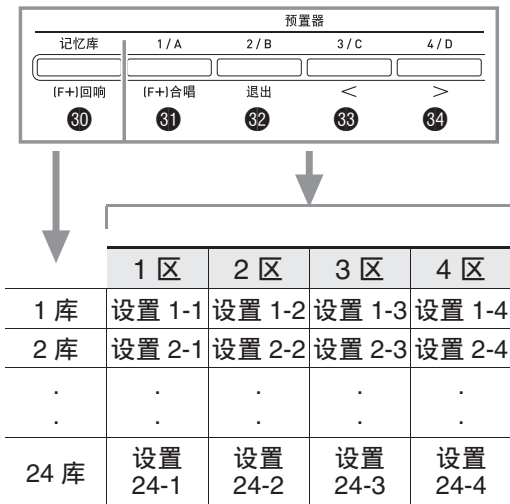 预置器
记忆库 1/A 2/B 3/C 4/D
(F+)回响 (F+)合唱 退出 < >
30 31 32 33 34
1 区 2 区 3 区 4 区
1 库 设置 1-1 设置 1-2 设置 1-3 设置 1-4
2 库 设置 2-1 设置 2-2 设置 2-3 设置 2-4
. . . . .
. . . . .
24 库 设置 24-1 设置 24-2 设置 24-3 设置 24-4